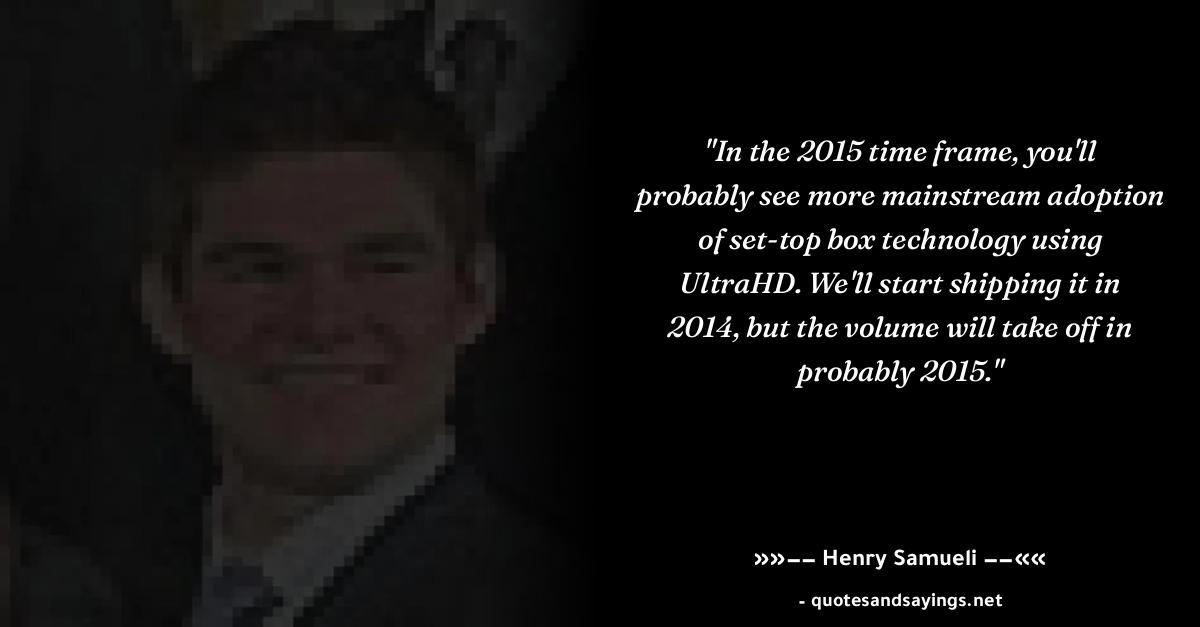 "In the 2015 time frame, you'll
probably see more mainstream adoption
of set-top box technology using
UltraHD. We'll start shipping it in
2014, but the volume will take off in
probably 2015."
»»−− Henry Samueli −−««
- quotesandsayings.net